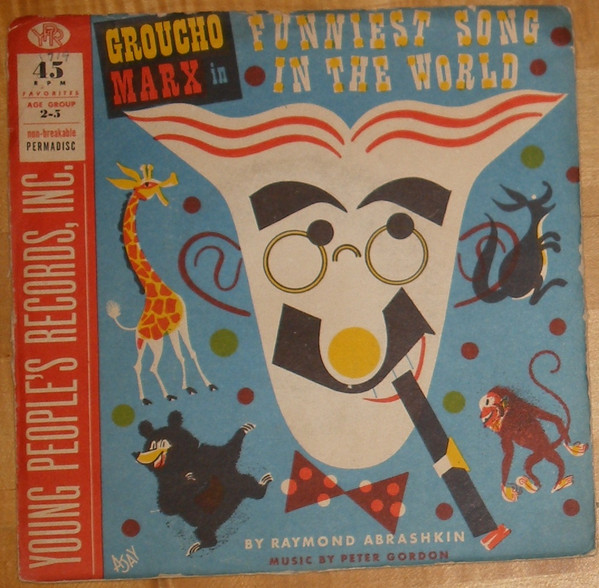 YPR
45
RPM
FAVORITES
AGE GROUP
2-5
non-breakable
PERMADISC
YOUNG PEOPLE'S RECORDS, INC.
GROUCHO
MARX in
FUNNIEST SONG
IN THE WORLD
BY RAYMOND ABRASHKIN
MUSIC BY PETER GORDON